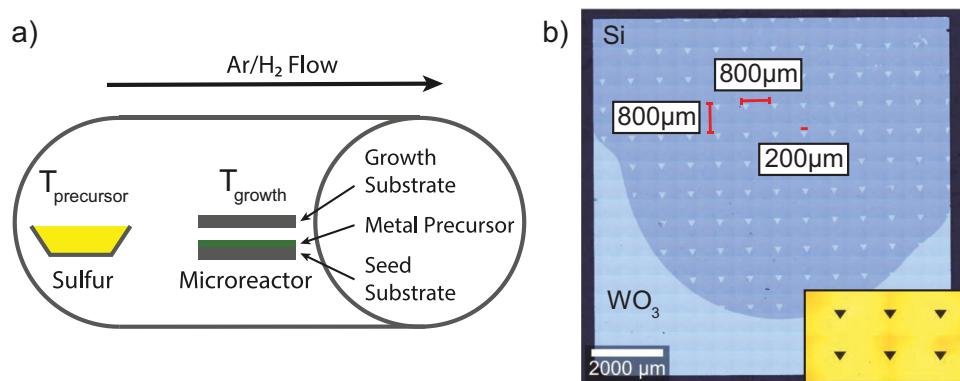 a)
Ar/H₂ Flow
Tprecursor
Sulfur
Tgrowth
Microreactor
Growth
Substrate
Metal Precursor
Seed
Substrate
b)
Si
800µm
800µm
200µm
WO₃
2000 µm